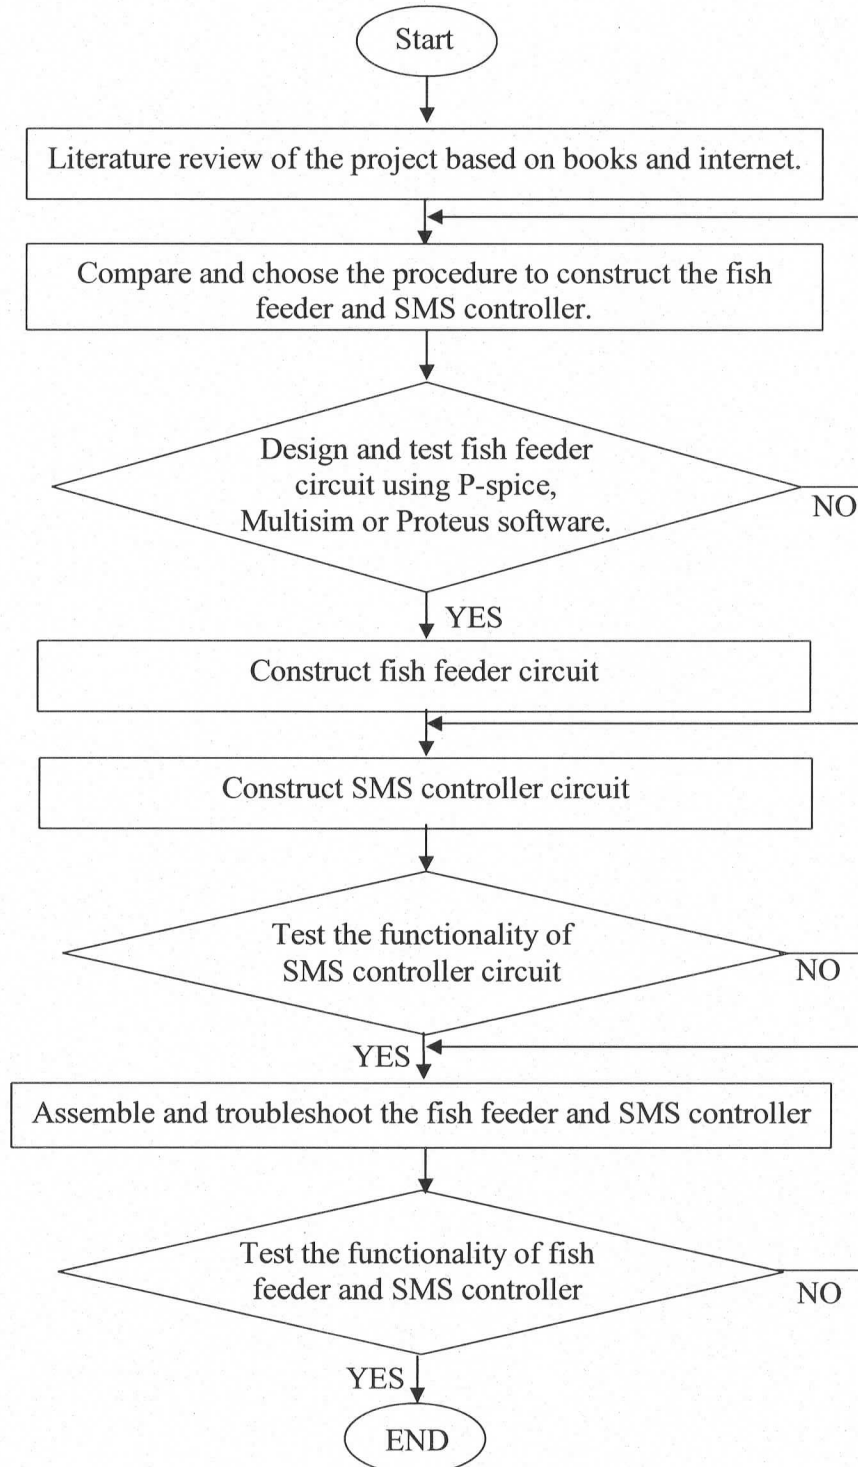 Start
Literature review of the project based on books and internet.
Compare and choose the procedure to construct the fish
feeder and SMS controller.
Design and test fish feeder
circuit using P-spice,
Multisim or Proteus software.
NO
YES
Construct fish feeder circuit
Construct SMS controller circuit
Test the functionality of
SMS controller circuit
NO
YES
Assemble and troubleshoot the fish feeder and SMS controller
Test the functionality of fish
feeder and SMS controller
NO
YES
END